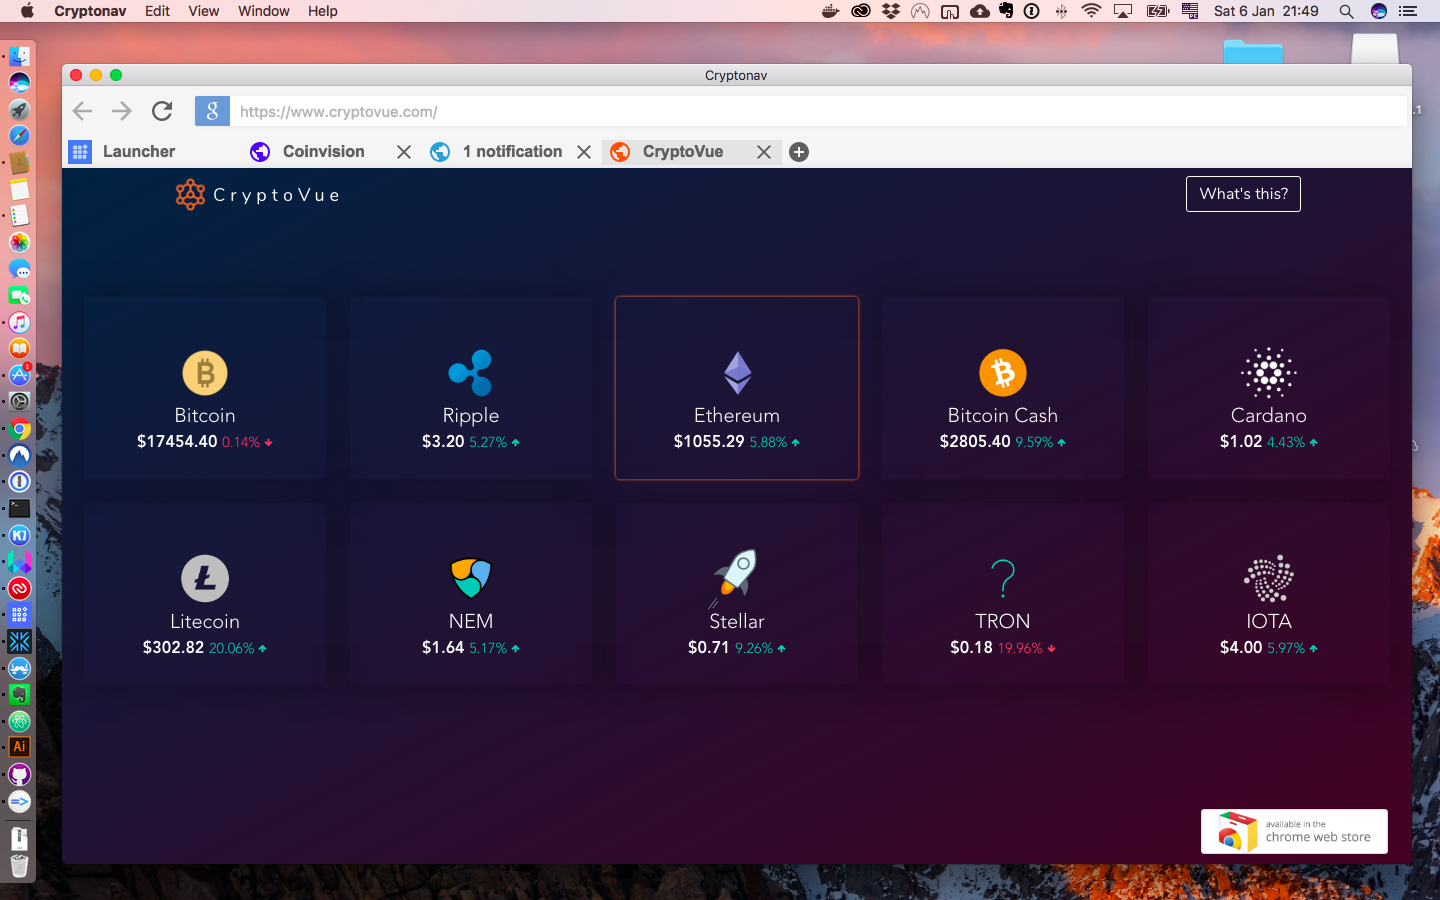 Cryptonav Edit View Window Help
Sat 6 Jan 21:49
Cryptonav
g https://www.cryptovue.com/
.1
Launcher Coinvision 1 notification CryptoVue
CryptoVue
What's this?
Bitcoin
$17454.40 0.14%
Ripple
$3.20 5.27%
Ethereum
$1055.29 5.88%
Bitcoin Cash
$2805.40 9.59%
Cardano
$1.02 4.43%
Litecoin
$302.82 20.06%
NEM
$1.64 5.17%
Stellar
$0.71 9.26%
TRON
$0.18 19.96%
IOTA
$4.00 5.97%
Ai
available in the
chrome web store